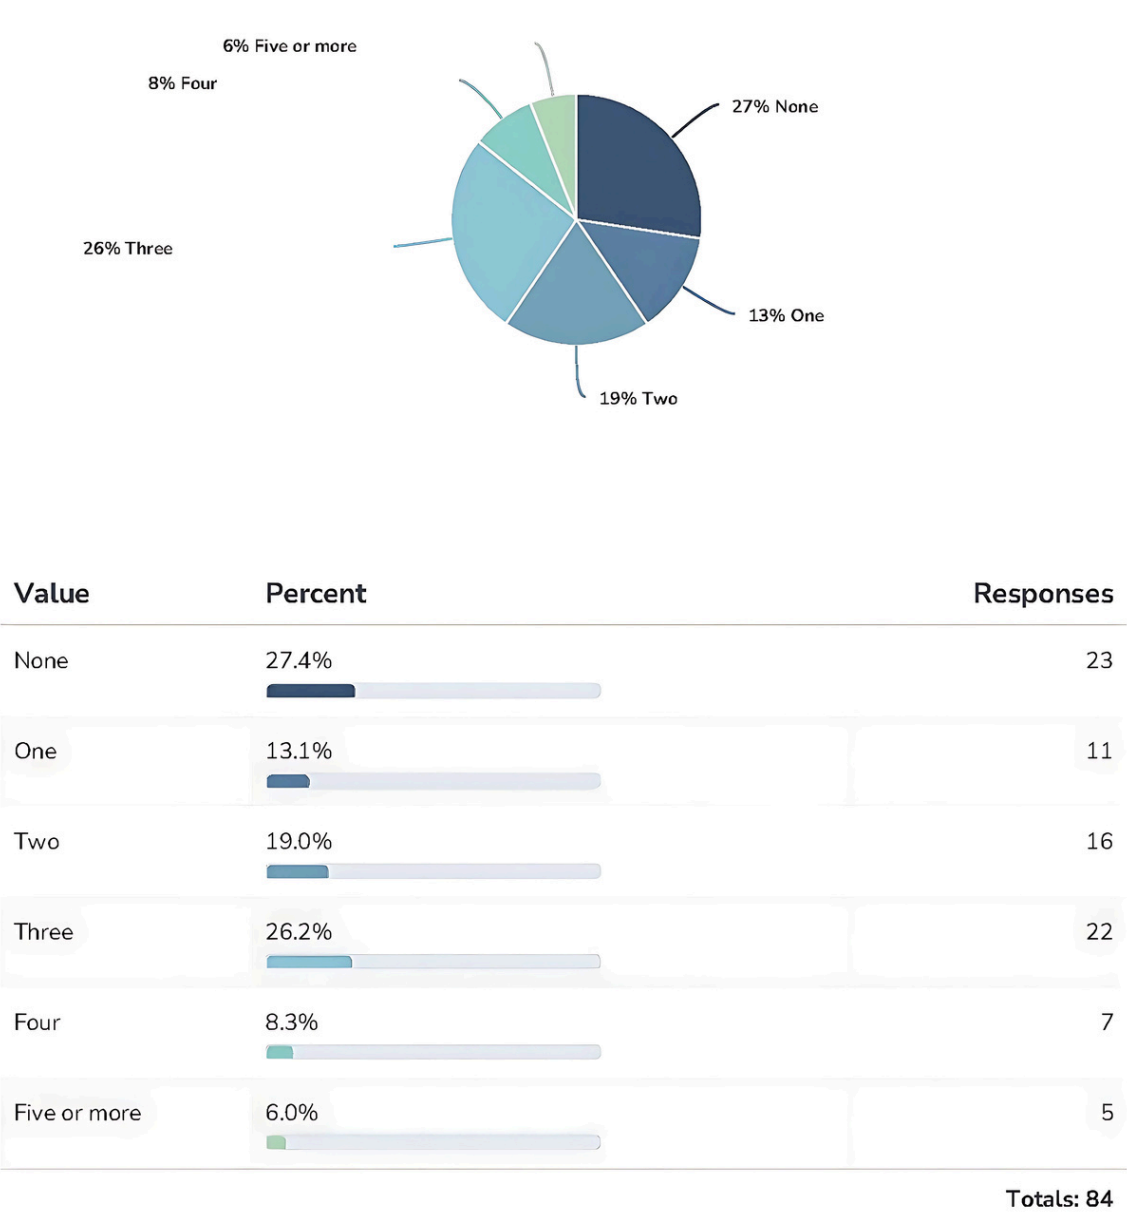 6% Five or more
8% Four
27% None
26% Three
13% One
19% Two
Value Percent Responses
None 27.4% 23
One 13.1% 11
Two 19.0% 16
Three 26.2% 22
Four 8.3% 7
Five or more 6.0% 5
Totals: 84